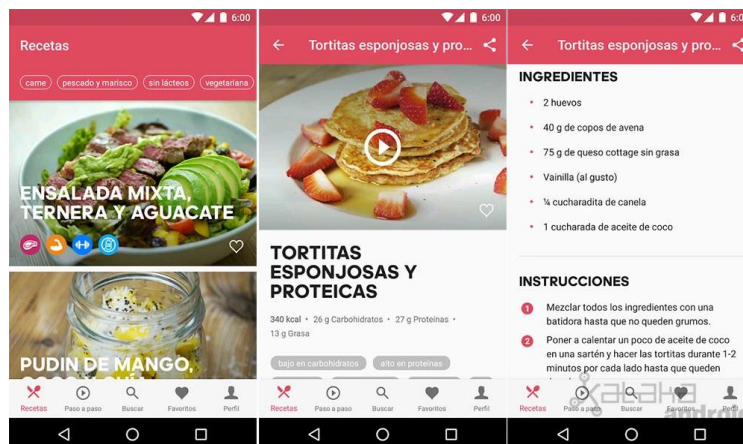 6:00
Recetas
carne
pescado y marisco
sin lácteos
vegetariana
ENSALADA MIXTA,
TERNERA Y AGUACATE
PUDIN DE MANGO,
Recetas
Paso a paso
Buscar
Favoritos
Perfil
6:00
Tortitas esponjosas y pro...
TORTITAS
ESPONJOSAS Y
PROTEICAS
340 kcal • 26 g Carbohidratos • 27 g Proteínas •
13 g Grasa
bajo en carbohidratos
alto en proteínas
Recetas
Paso a paso
Buscar
Favoritos
Perfil
6:00
Tortitas esponjosas y pro...
INGREDIENTES
• 2 huevos
• 40 g de copos de avena
• 75 g de queso cottage sin grasa
• Vainilla (al gusto)
• ¼ cucharadita de canela
• 1 cucharada de aceite de coco
INSTRUCCIONES
1 Mezclar todos los ingredientes con una
batidora hasta que no queden grumos.
2 Poner a calentar un poco de aceite de coco
en una sartén y hacer las tortitas durante 1-2
minutos por cada lado hasta que queden
Recetas
Paso a paso
Buscar
Favoritos
Perfil
Xataka
android